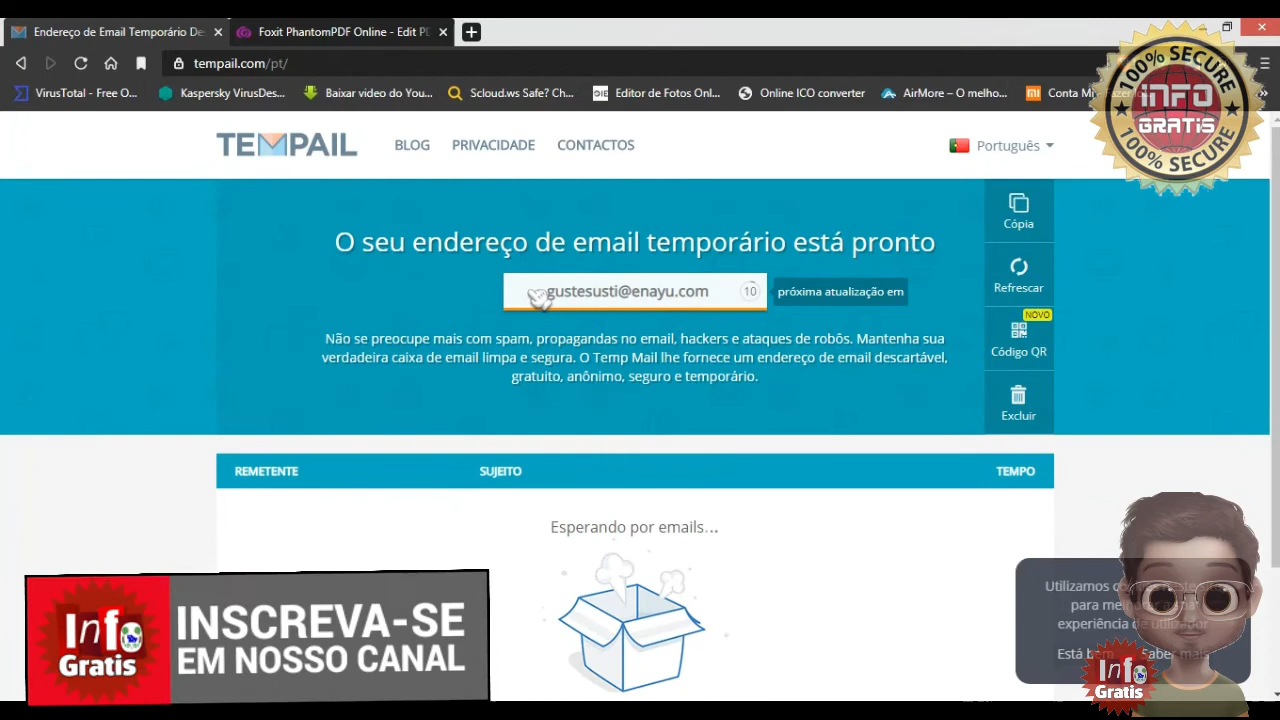 Endereço de Email Temporário De
Foxit PhantomPDF Online - Edit PD
tempail.com/pt/
VirusTotal - Free O...
Kaspersky VirusDes...
Baixar video do You...
Scloud.ws Safe? Ch...
Editor de Fotos Onl...
Online ICO converter
AirMore – O melho...
Conta Mi
100% SECURE
INFO
GRATIS
100% SECURE
TEMPAIL
BLOG
PRIVACIDADE
CONTACTOS
Português
O seu endereço de email temporário está pronto
gustesusti@enayu.com
10
próxima atualização em
Não se preocupe mais com spam, propagandas no email, hackers e ataques de robôs. Mantenha sua
verdadeira caixa de email limpa e segura. O Temp Mail lhe fornece um endereço de email descartável,
gratuito, anônimo, seguro e temporário.
Cópia
Refrescar
NOVO
Código QR
Excluir
REMETENTE
SUJEITO
TEMPO
Esperando por emails...
Info
Gratis
INSCREVA-SE
EM NOSSO CANAL
Utilizamos
para
experiência de utilizador
Está bem
Saber mais
Info
Gratis